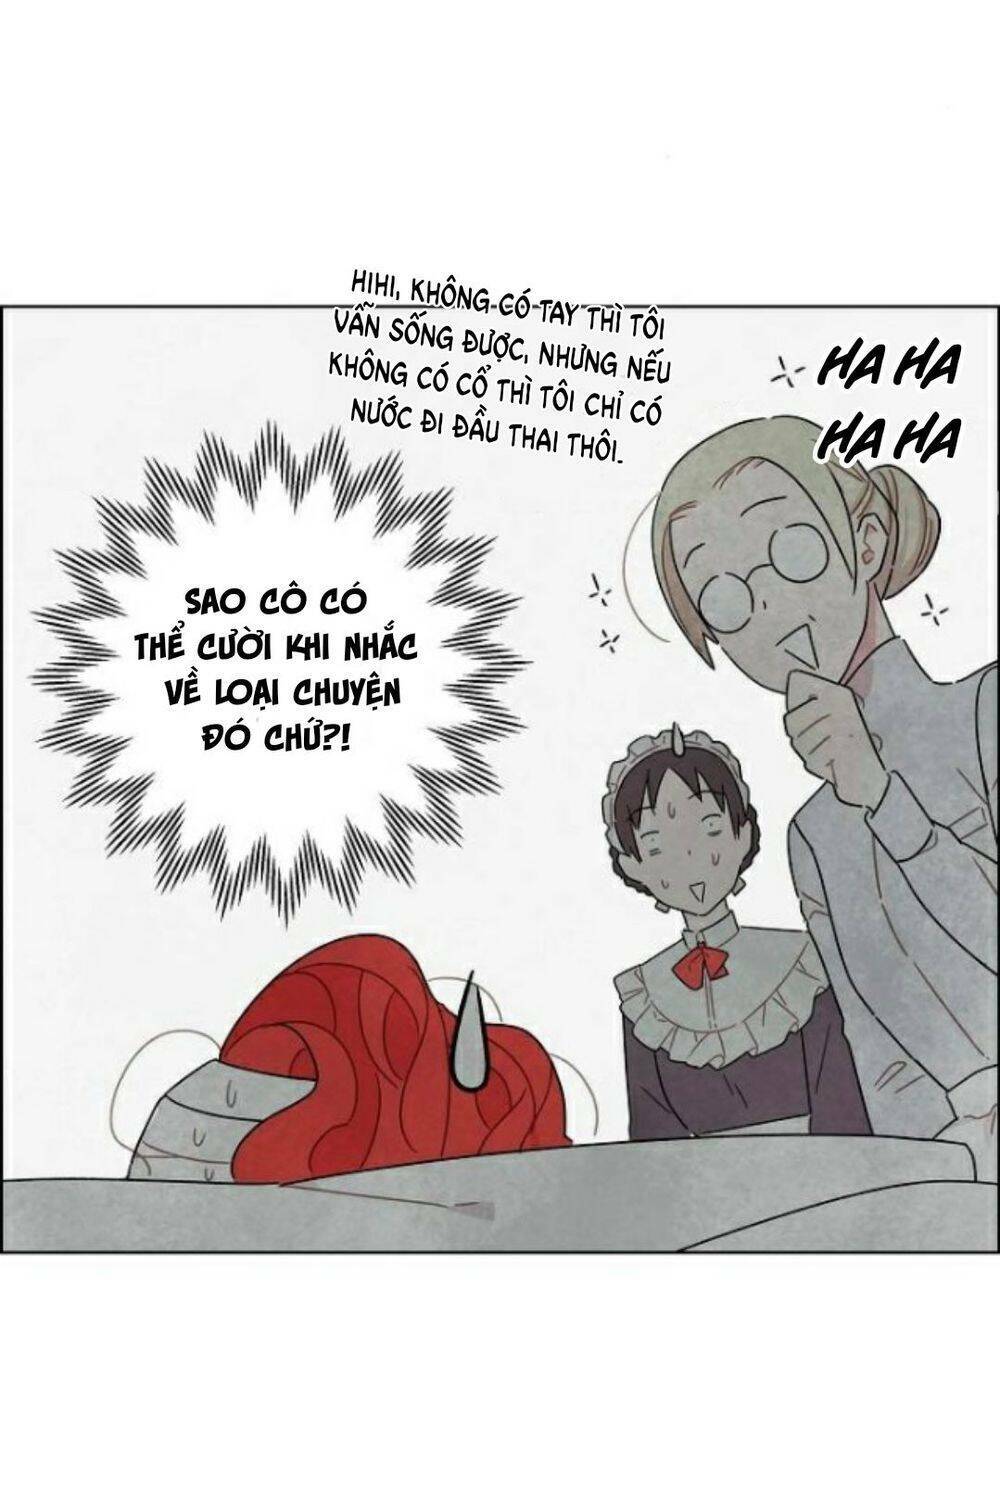 HIHI, KHÔNG CÓ TAY THÌ TÔI
VẪN SỐNG ĐƯỢC, NHƯNG NẾU
KHÔNG CÓ CỔ THÌ TÔI CHỈ CÓ
NƯỚC ĐI ĐẦU THAI THÔI.
HA HA
HA HA
SAO CÔ CÓ
THỂ CƯỜI KHI NHẮC
VỀ LOẠI CHUYỆN
ĐÓ CHỨ?!